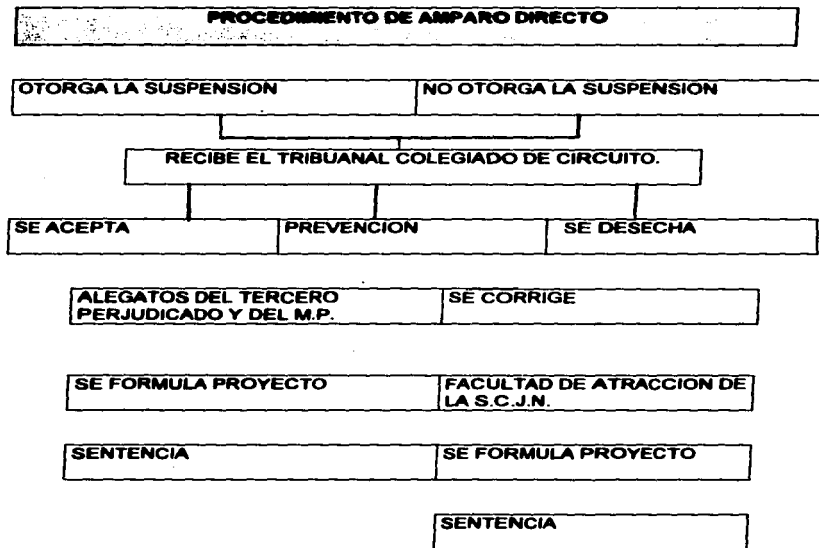 PROCEDIMIENTO DE AMPARO DIRECTO
OTORGA LA SUSPENSION
NO OTORGA LA SUSPENSION
RECIBE EL TRIBUANAL COLEGIADO DE CIRCUITO.
SE ACEPTA
PREVENCION
SE DESECHA
ALEGATOS DEL TERCERO
PERJUDICADO Y DEL M.P.
SE CORRIGE
SE FORMULA PROYECTO
FACULTAD DE ATRACCION DE
LA S.C.J.N.
SENTENCIA
SE FORMULA PROYECTO
SENTENCIA